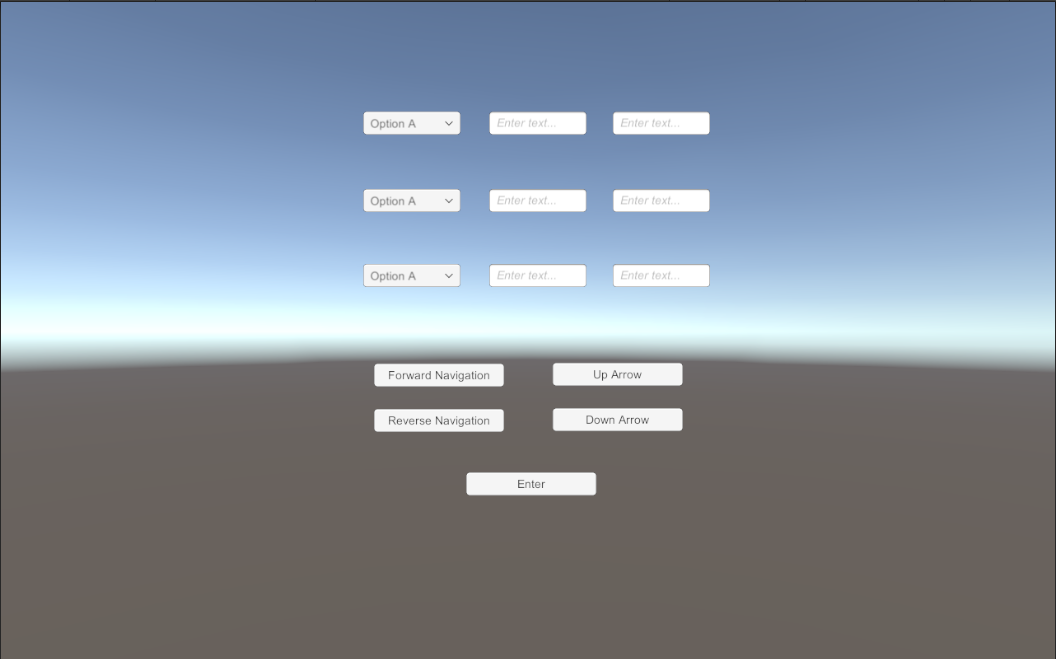 Option A
Enter text...
Enter text...
Option A
Enter text...
Enter text...
Option A
Enter text...
Enter text...
Forward Navigation
Up Arrow
Reverse Navigation
Down Arrow
Enter